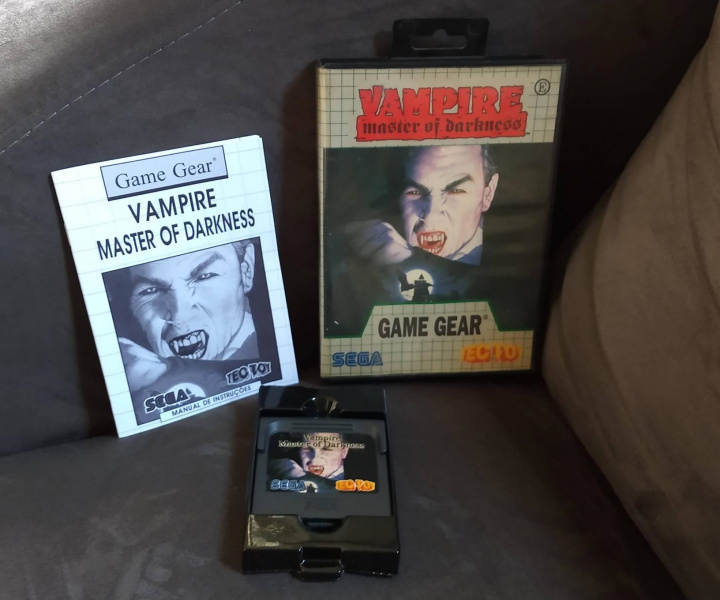 Game Gear®
VAMPIRE
MASTER OF DARKNESS
SEGA
TEC TOY
MANUAL DE INSTRUÇÕES
VAMPIRE
master of darkness
E
GAME GEAR®
SEGA
TEC TOY
Vampire
Master of Darkness
SEGA
TEC TOY